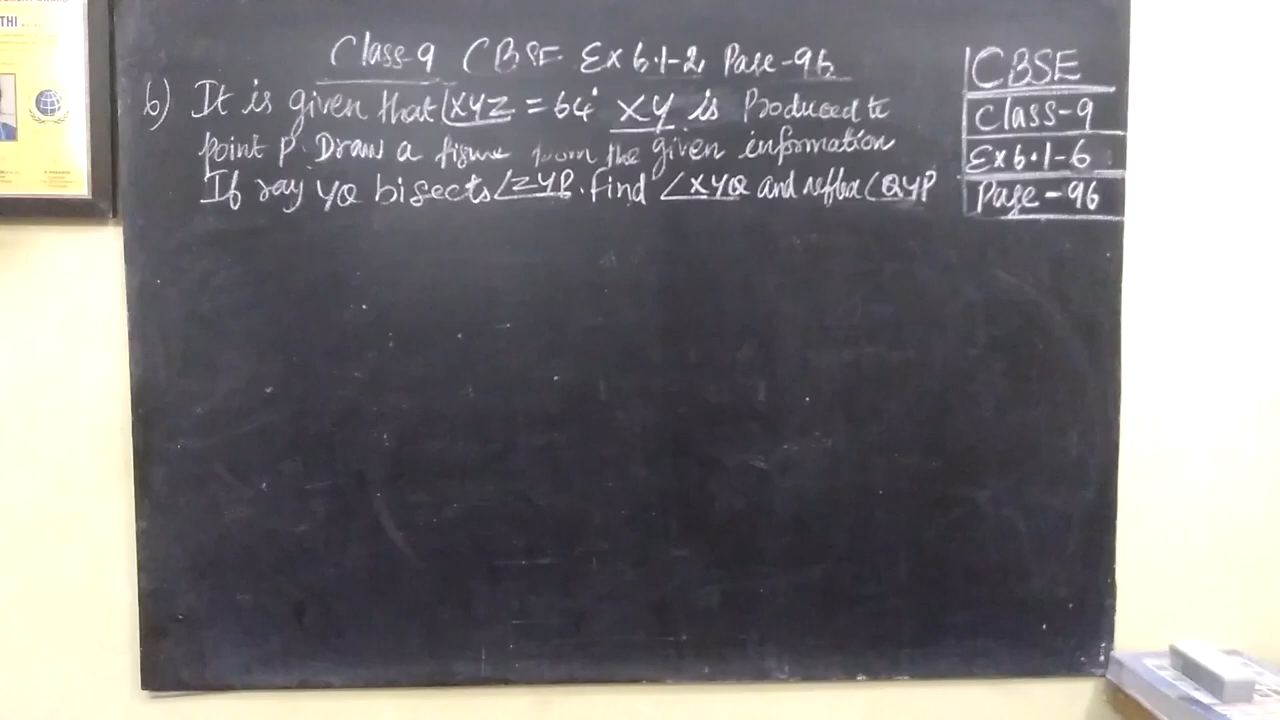 THI
Class-9 CBSE Ex 6.1-2, Page-96
6) It is given that ∠XYZ = 64° XY is Produced to
point P. Draw a figure from the given information
If ray YQ bisects ∠ZYP. Find ∠XYQ and reflex ∠QYP
CBSE
Class-9
Ex 6.1-6
Page-96